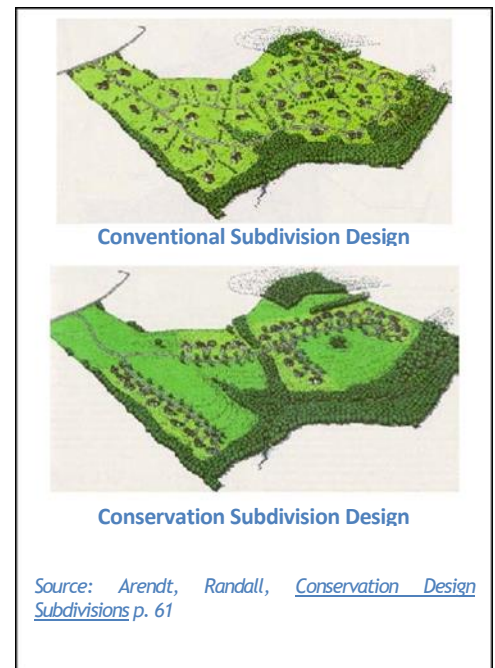 Conventional Subdivision Design
Conservation Subdivision Design
Source: Arendt, Randall, Conservation Design
Subdivisions p. 61